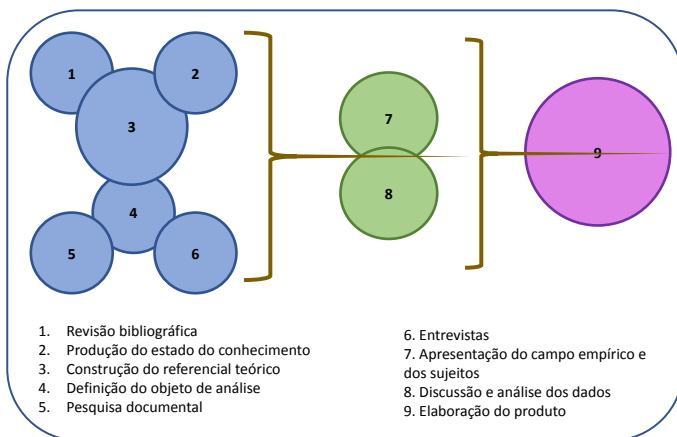 1
2
3
4
5
6
7
8
9
1. Revisão bibliográfica
2. Produção do estado do conhecimento
3. Construção do referencial teórico
4. Definição do objeto de análise
5. Pesquisa documental
6. Entrevistas
7. Apresentação do campo empírico e
dos sujeitos
8. Discussão e análise dos dados
9. Elaboração do produto